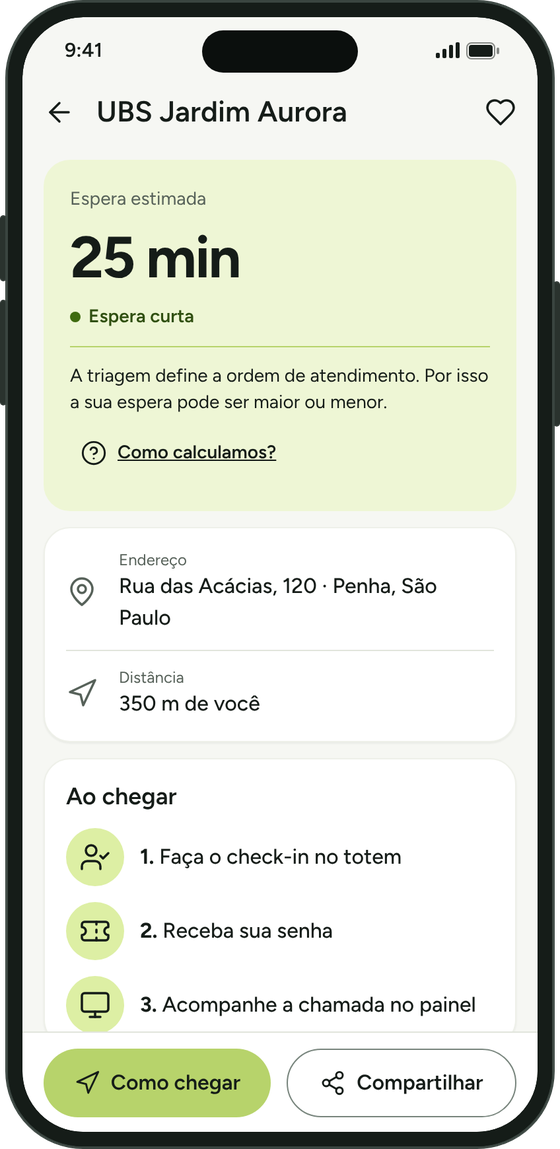 9:41
UBS Jardim Aurora
Espera estimada
25 min
Espera curta
A triagem define a ordem de atendimento. Por isso
a sua espera pode ser maior ou menor.
Como calculamos?
Endereço
Rua das Acácias, 120 · Penha, São
Paulo
Distância
350 m de você
Ao chegar
1. Faça o check-in no totem
2. Receba sua senha
3. Acompanhe a chamada no painel
Como chegar
Compartilhar